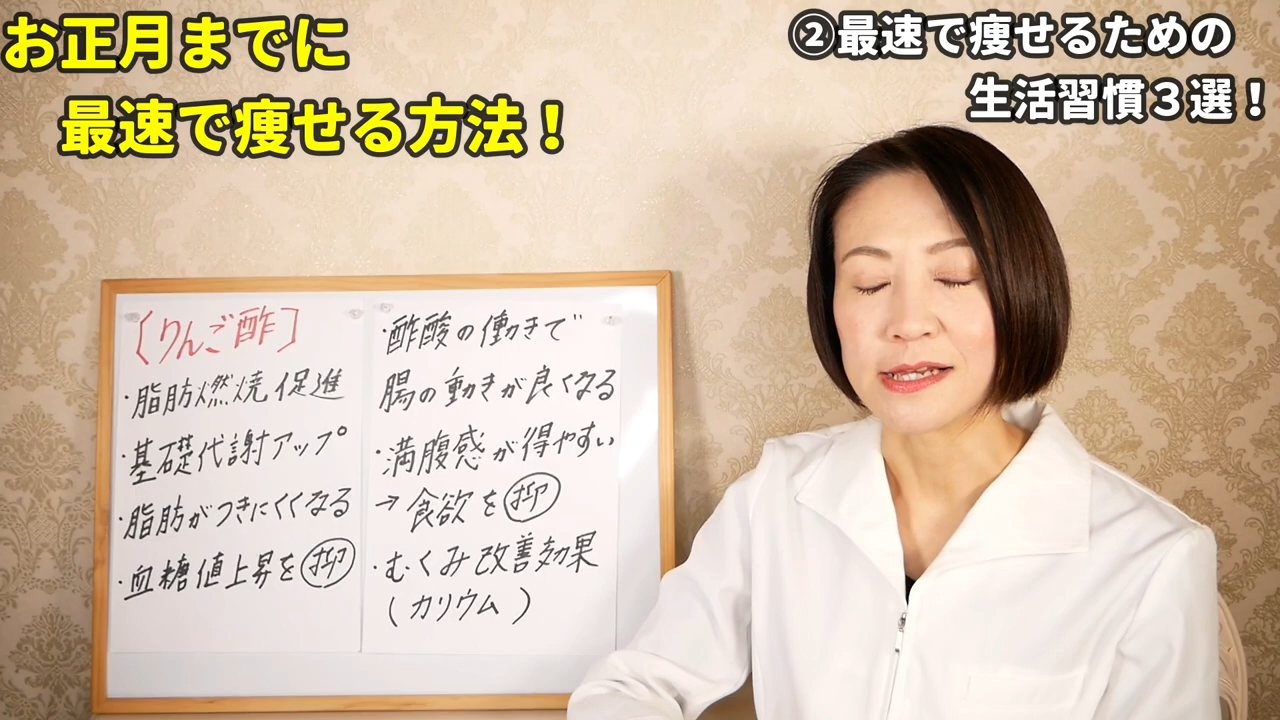 お正月までに
最速で痩せる方法！
②最速で痩せるための
生活習慣３選！
〔りんご酢〕
・脂肪燃焼促進
・基礎代謝アップ
・脂肪がつきにくくなる
・血糖値上昇を抑
・酢酸の働きで
腸の動きが良くなる
・満腹感が得やすい
→食欲を抑
・むくみ改善効果
(カリウム)